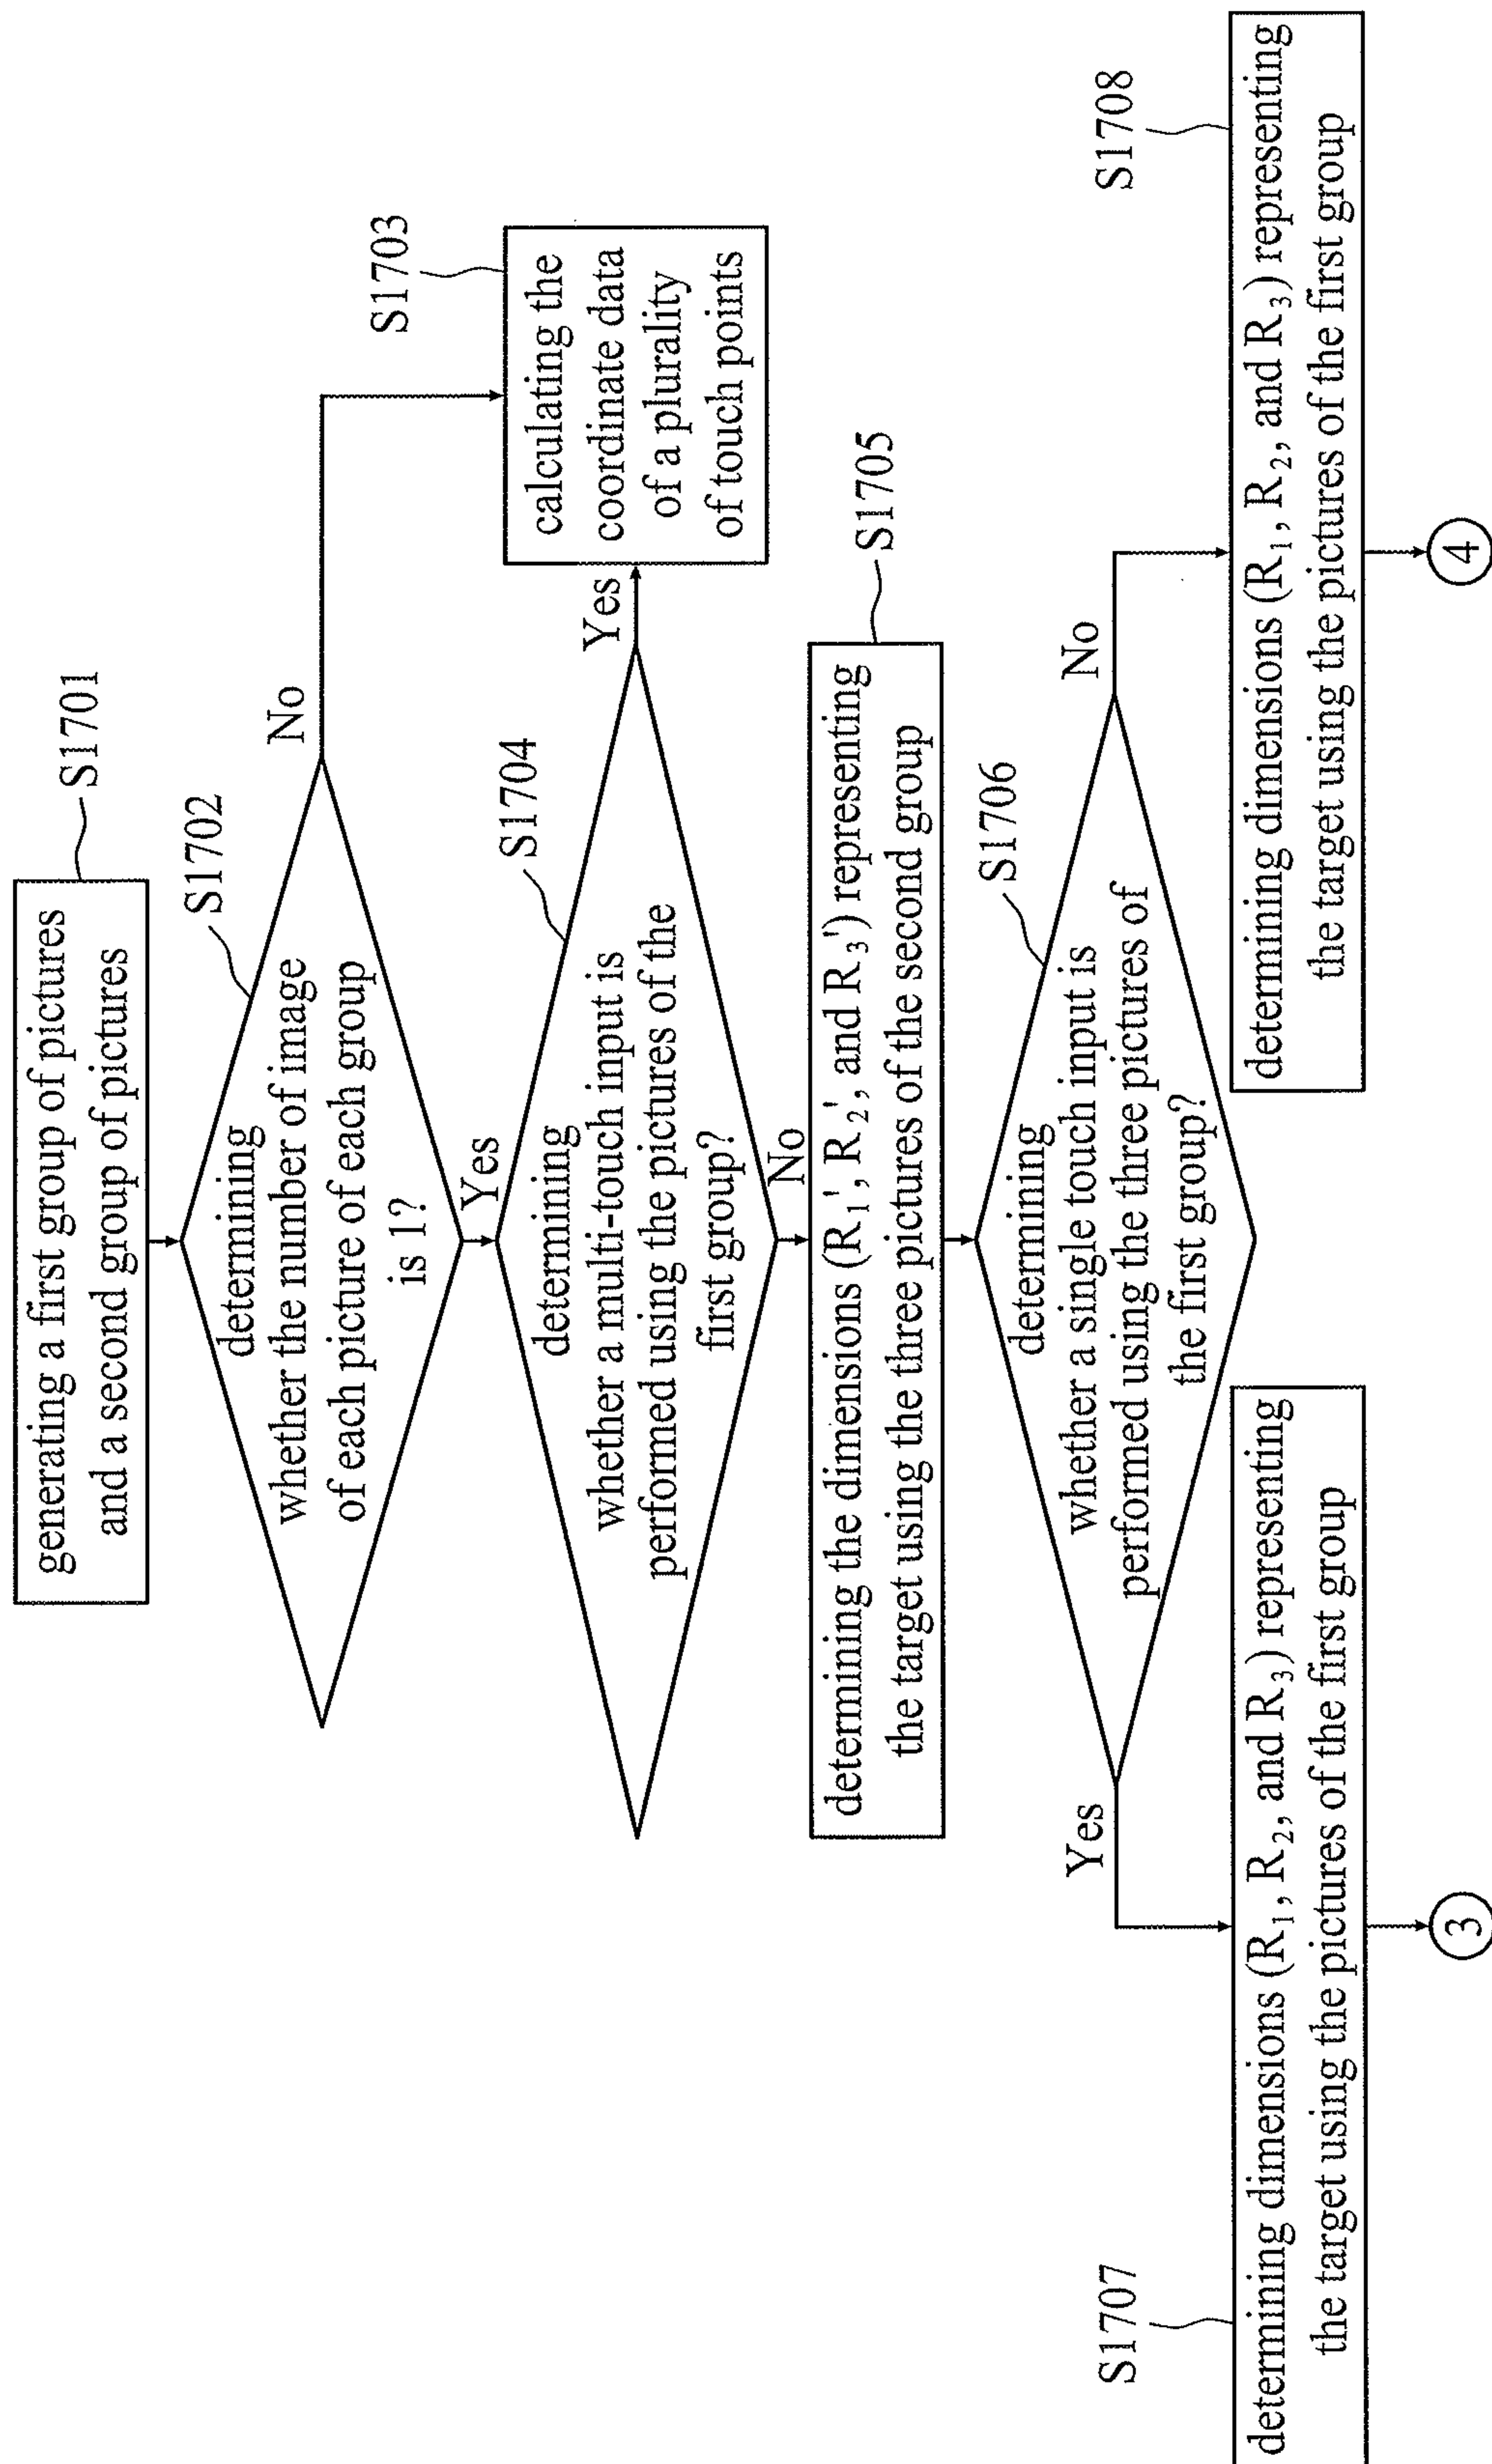 generating a first group of pictures
and a second group of pictures
S1701
determining
whether the number of image
of each picture of each group
is 1?
S1702
No
Yes
calculating the
coordinate data
of a plurality
of touch points
S1703
determining
whether a multi-touch input is
performed using the pictures of the
first group?
S1704
Yes
No
determining the dimensions (R₁', R₂', and R₃') representing
the target using the three pictures of the second group
S1705
determining
whether a single touch input is
performed using the three pictures of
the first group?
S1706
Yes
No
determining dimensions (R₁, R₂, and R₃) representing
the target using the pictures of the first group
S1707
determining dimensions (R₁, R₂, and R₃) representing
the target using the pictures of the first group
S1708
3
4